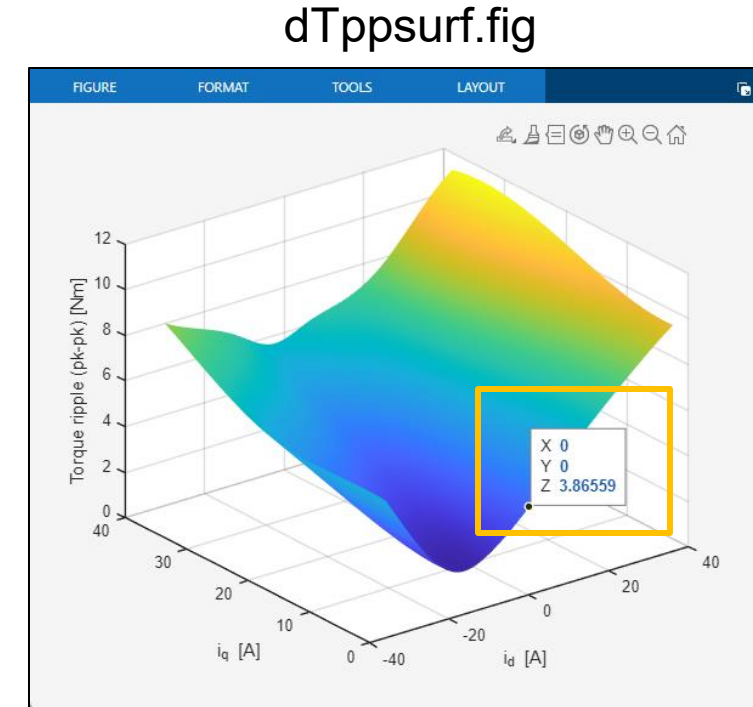 dTppsurf.fig
FIGURE FORMAT TOOLS LAYOUT
12
10
8
6
4
2
0
Torque ripple (pk-pk) [Nm]
X 0
Y 0
Z 3.86559
40
30
20
10
0
iq [A]
-40
-20
0
20
40
id [A]